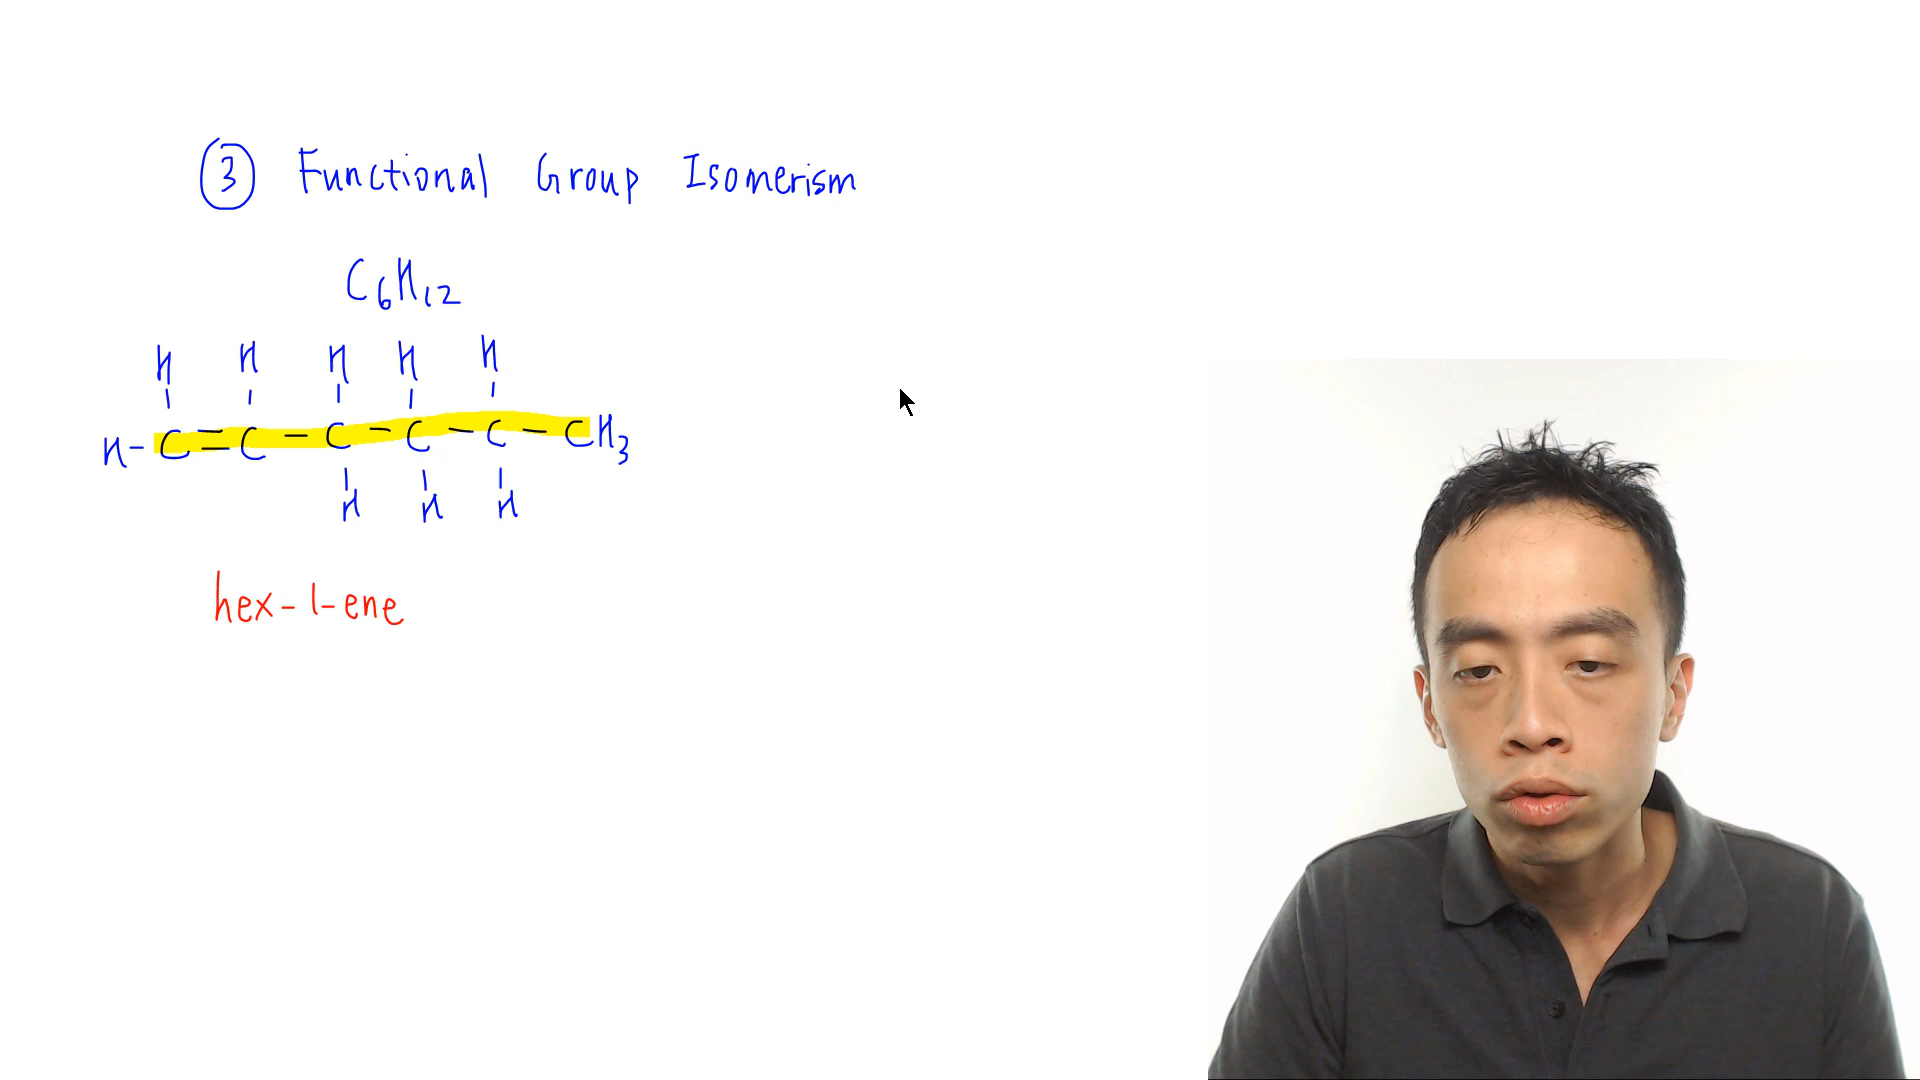 ③ Functional Group Isomerism
C₆H₁₂
H H H H H
H-C=C-C-C-C-CH₃
H H H
hex-1-ene